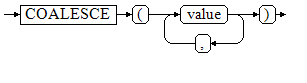 COALESCE ( value )
,